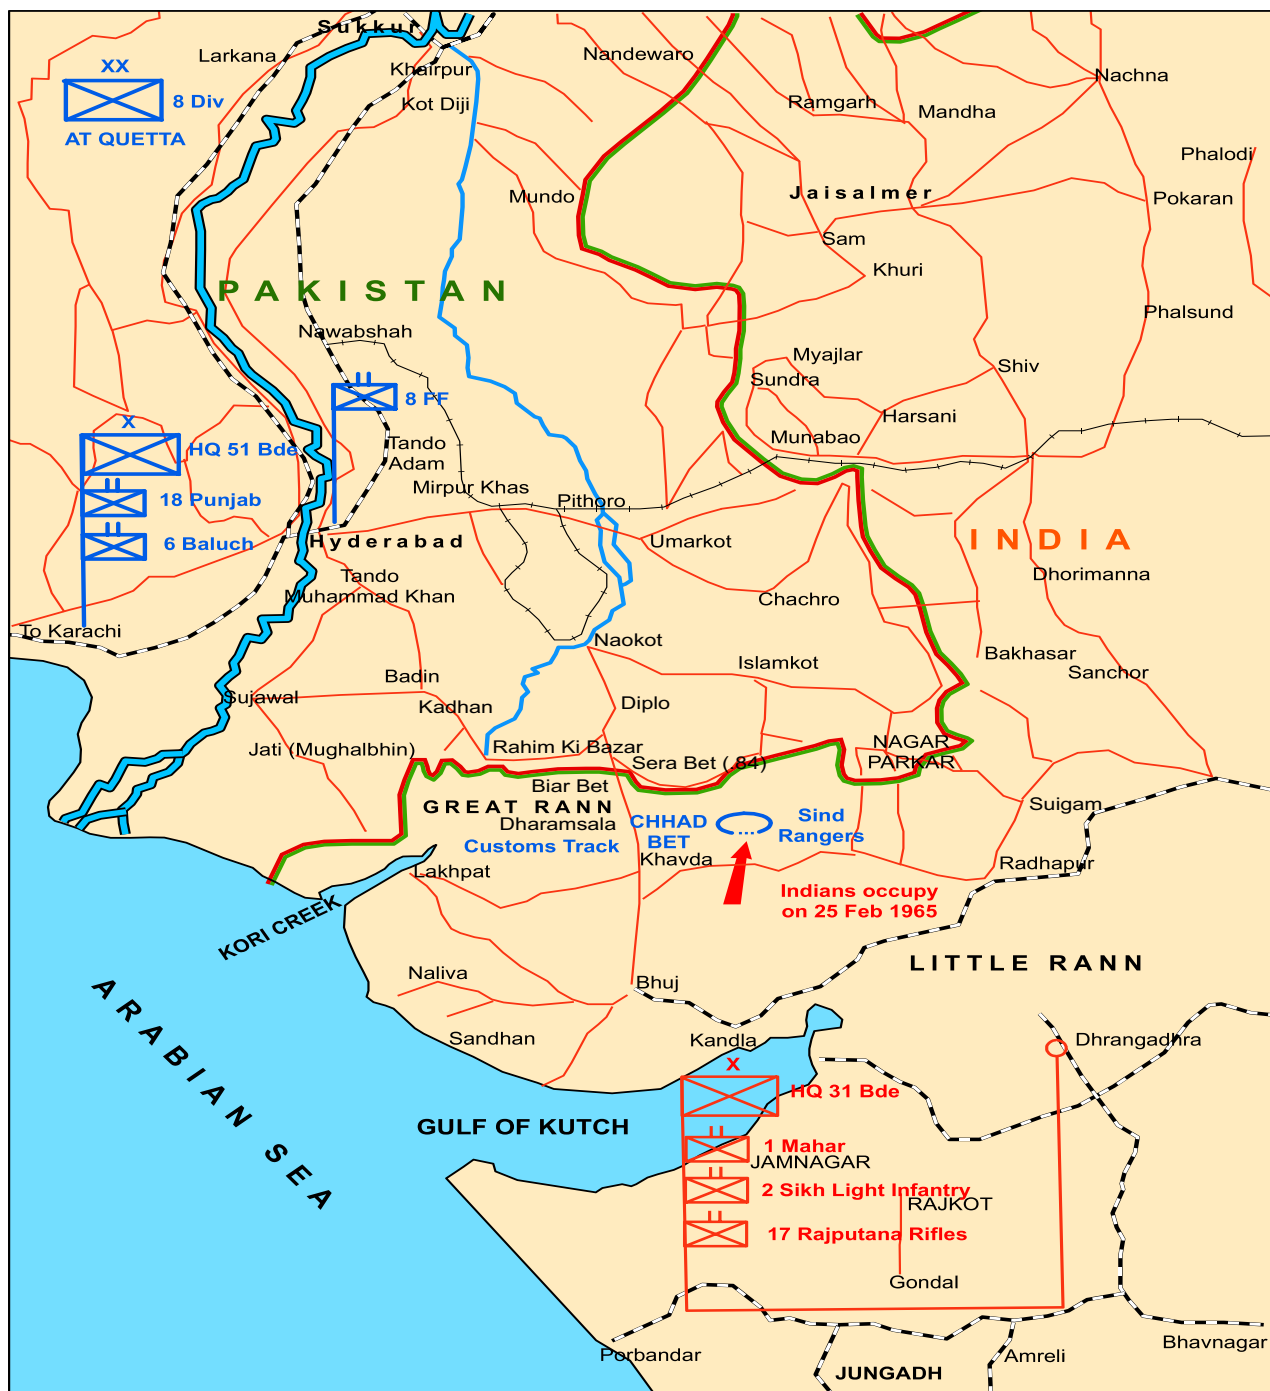 Sukkur
Larkana
Nandewaro
XX
Khairpur
Nachna
8 Div
Kot Diji
Ramgarh
Mandha
AT QUETTA
Phalodi
Mundo
Jaisalmer
Pokaran
Sam
Khuri
PAKISTAN
Phalsund
Nawabshah
Myajlar
Shiv
Sundra
8 FF
Harsani
X
HQ 51 Bde
Tando
Adam
Munabao
Mirpur Khas
18 Punjab
Pithoro
6 Baluch
Hyderabad
Umarkot
INDIA
Tando
Muhammad Khan
Dhorimanna
Chachro
To Karachi
Naokot
Islamkot
Bakhasar
Sanchor
Badin
Sujawal
Kadhan
Diplo
Jati (Mughalbhin)
Rahim Ki Bazar
NAGAR
PARKAR
Sera Bet (.84)
Biar Bet
GREAT RANN
Suigam
Dharamsala
CHHAD
BET
Sind
Rangers
Customs Track
Khavda
Radhapur
Lakhpat
Indians occupy
on 25 Feb 1965
KORI CREEK
LITTLE RANN
Naliva
Bhuj
ARABIAN SEA
Sandhan
Kandla
Dhrangadhra
X
HQ 31 Bde
GULF OF KUTCH
1 Mahar
JAMNAGAR
2 Sikh Light Infantry
RAJKOT
17 Rajputana Rifles
Gondal
Bhavnagar
Porbandar
Amreli
JUNGADH